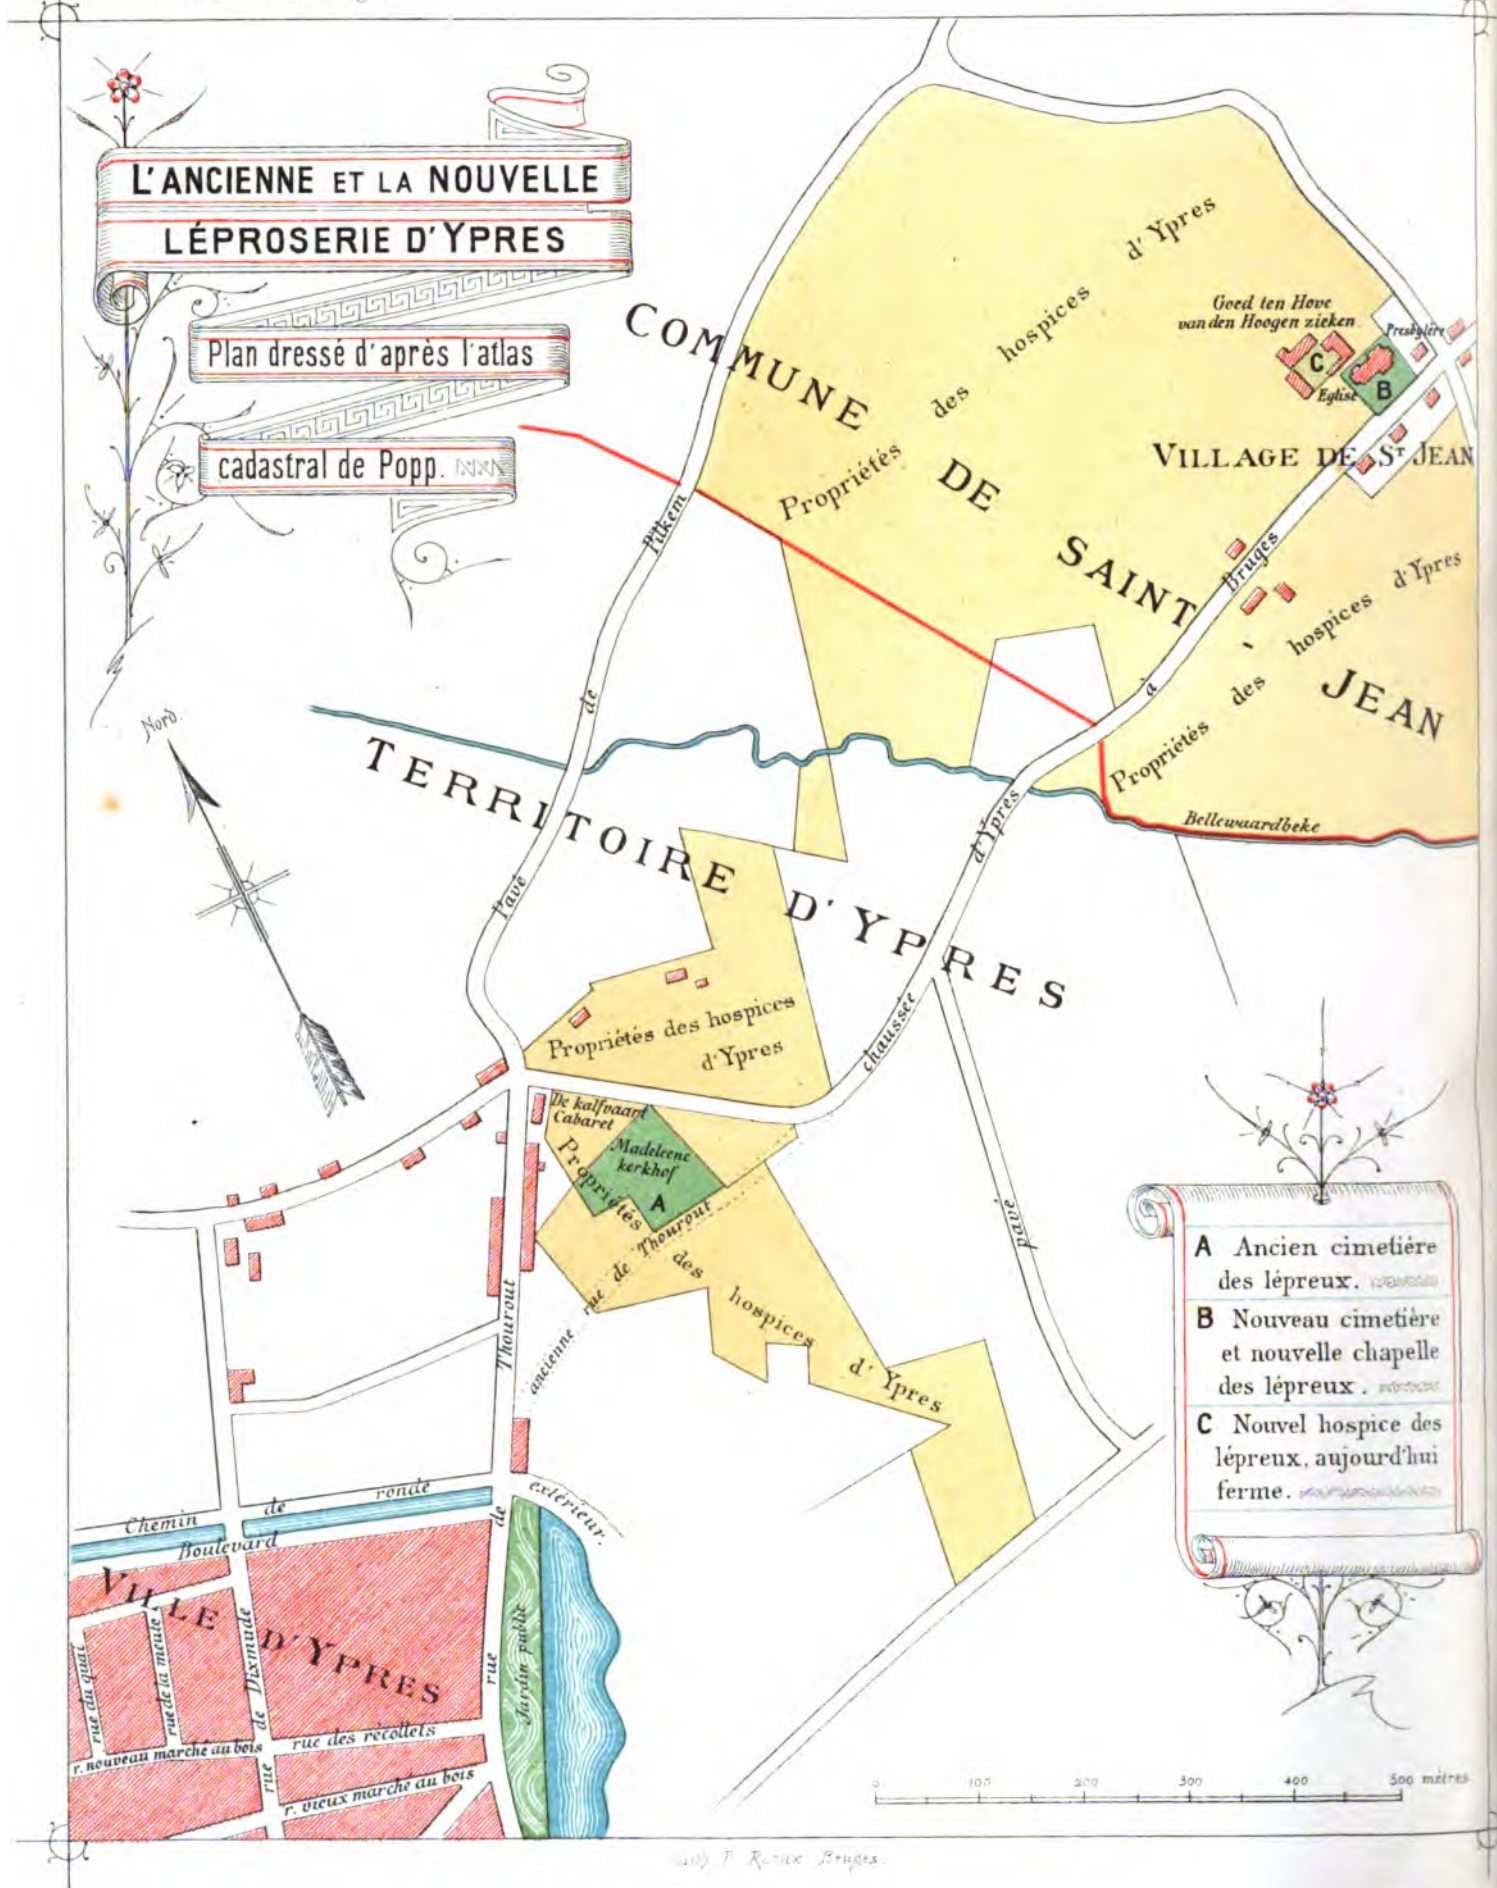 L'ANCIENNE ET LA NOUVELLE
LÉPROSERIE D'YPRES
Plan dressé d'après l'atlas
cadastral de Popp.
Nord.
COMMUNE DE SAINT JEAN
Propriétés des hospices d'Ypres
Goed ten Hove
van den Hoogen zieken
Presbytère
C
Eglise
B
VILLAGE DE ST JEAN
Propriétés des hospices d'Ypres
Bellewaardbeke
Pavé de Pilkem
chaussée d'Ypres à Bruges
TERRITOIRE D'YPRES
Propriétés des hospices
d'Ypres
De kalfvaart
Cabaret
Madeleene
kerkhof
A
Propriétés des hospices d'Ypres
ancienne rue de Thourout
pavé
rue de Thourout
Chemin de ronde extérieur.
Boulevard
VILLE D'YPRES
rue du quai
rue de la meule
rue de Dixmude
Jardin public
r. nouveau marché au bois
rue des récollets
r. vieux marché au bois
A Ancien cimetière
des lépreux.
B Nouveau cimetière
et nouvelle chapelle
des lépreux.
C Nouvel hospice des
lépreux, aujourd'hui
ferme.
0 100 200 300 400 500 mètres
Bruges.